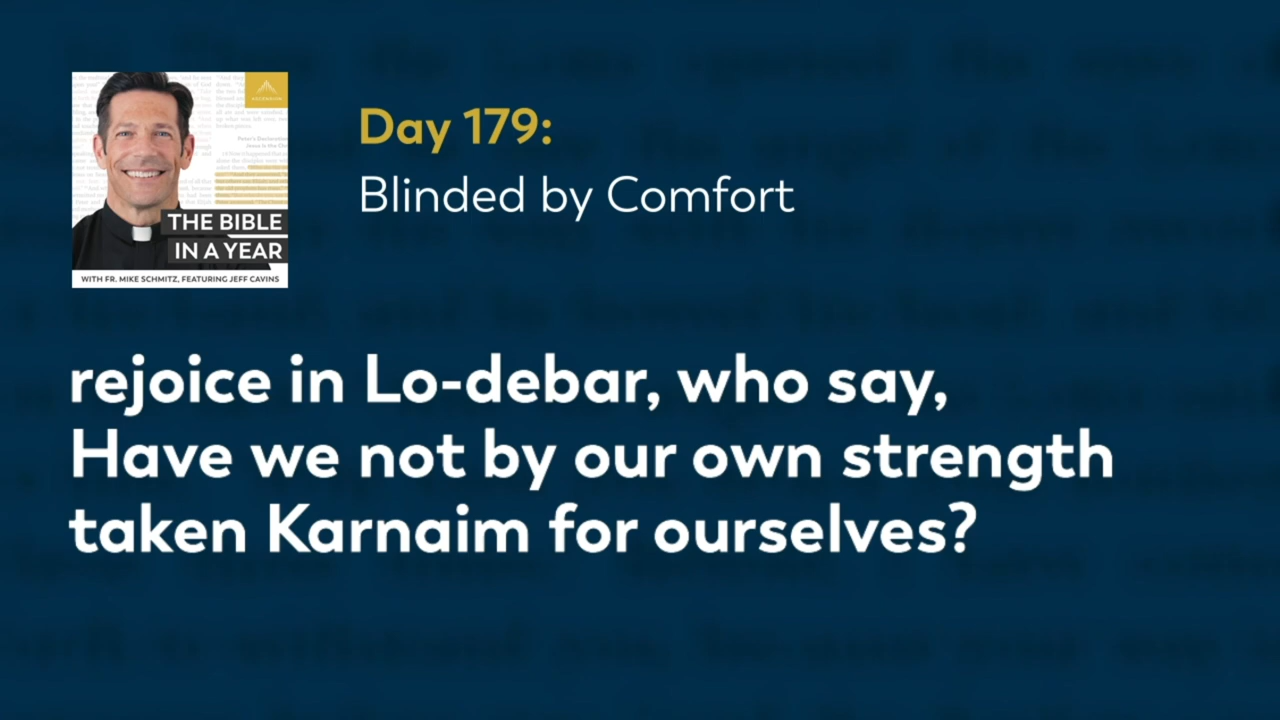 Day 179:
Blinded by Comfort
ASCENSION
THE BIBLE
IN A YEAR
WITH FR. MIKE SCHMITZ, FEATURING JEFF CAVINS
rejoice in Lo-debar, who say,
Have we not by our own strength
taken Karnaim for ourselves?